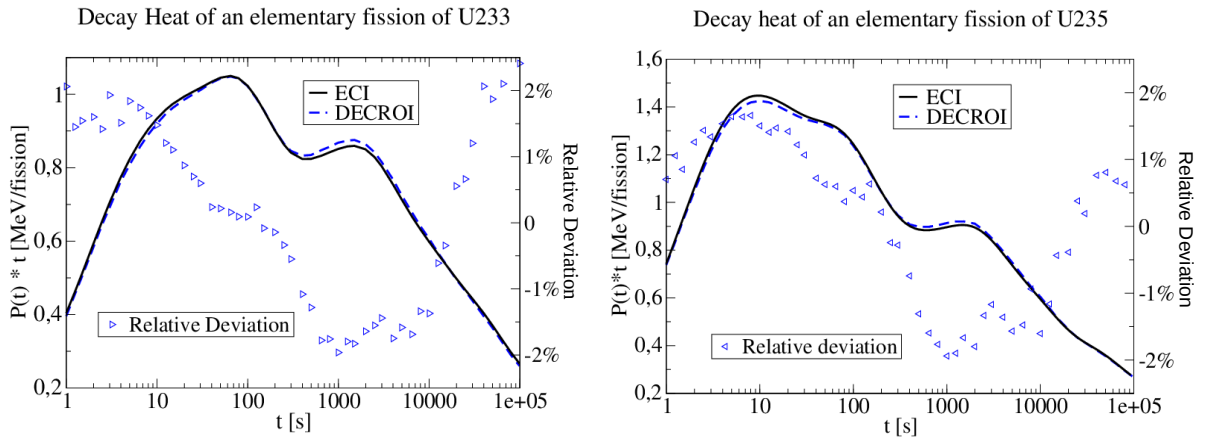 Decay Heat of an elementary fission of U233
P(t) * t [MeV/fission]
1
0.8
0.6
0.4
0,2
ECI
DECROI
Relative Deviation
2%
1%
0
-1%
-2%
Relative Deviation
1
10
100
1000
10000
1e+05
t [s]
Decay heat of an elementary fission of U235
P(t)*t [MeV/fission]
1,6
1.4
1.2
1
0.8
0.6
0.4
0.2
ECI
DECROI
Relative deviation
2%
1%
0
-1%
-2%
Relative Deviation
1
10
100
1000
10000
1e+05
t [s]